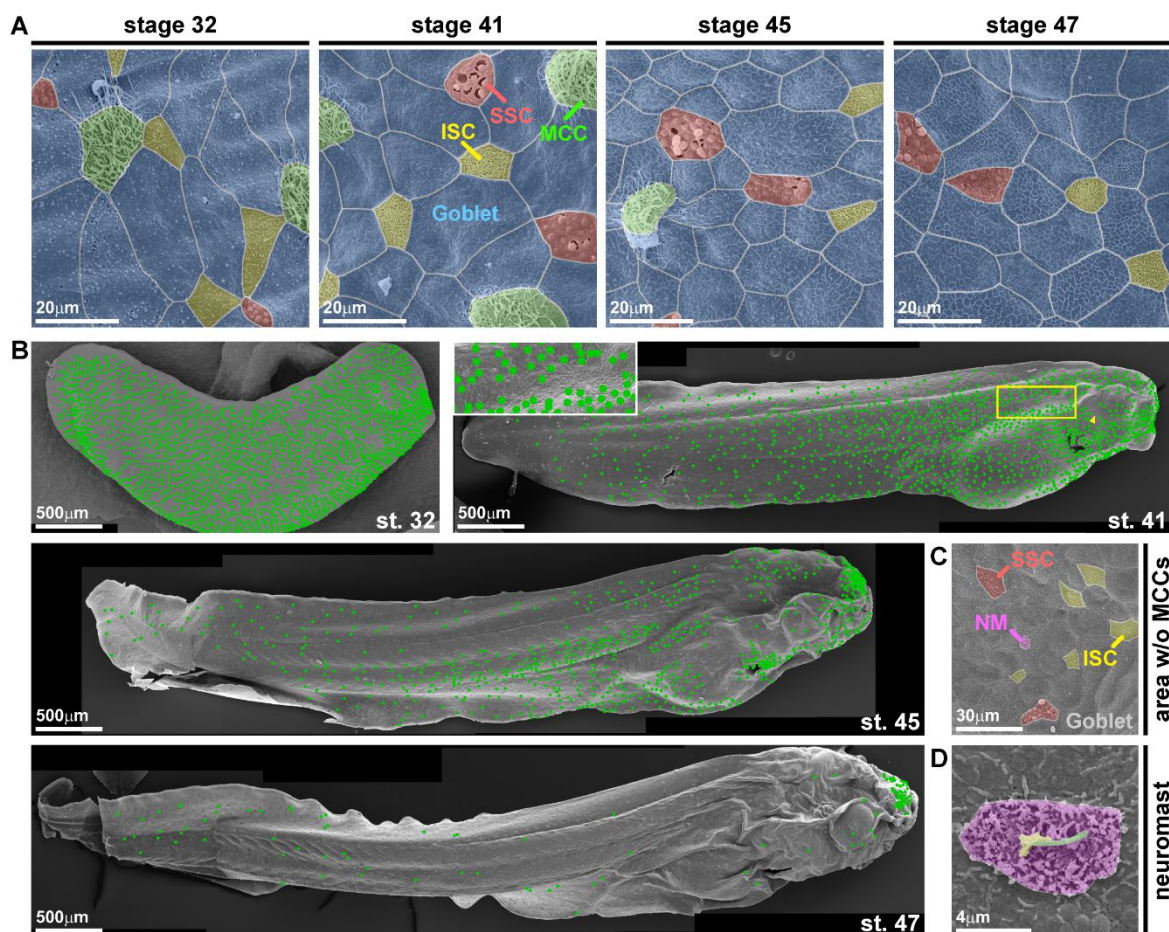 stage 32
stage 41
stage 45
stage 47
A
SSC
MCC
ISC
Goblet
20μm
20μm
20μm
20μm
B
500μm
st. 32
500μm
st. 41
500μm
st. 45
500μm
st. 47
C
SSC
NM
ISC
Goblet
30μm
area w/o MCCs
D
4μm
neuromast